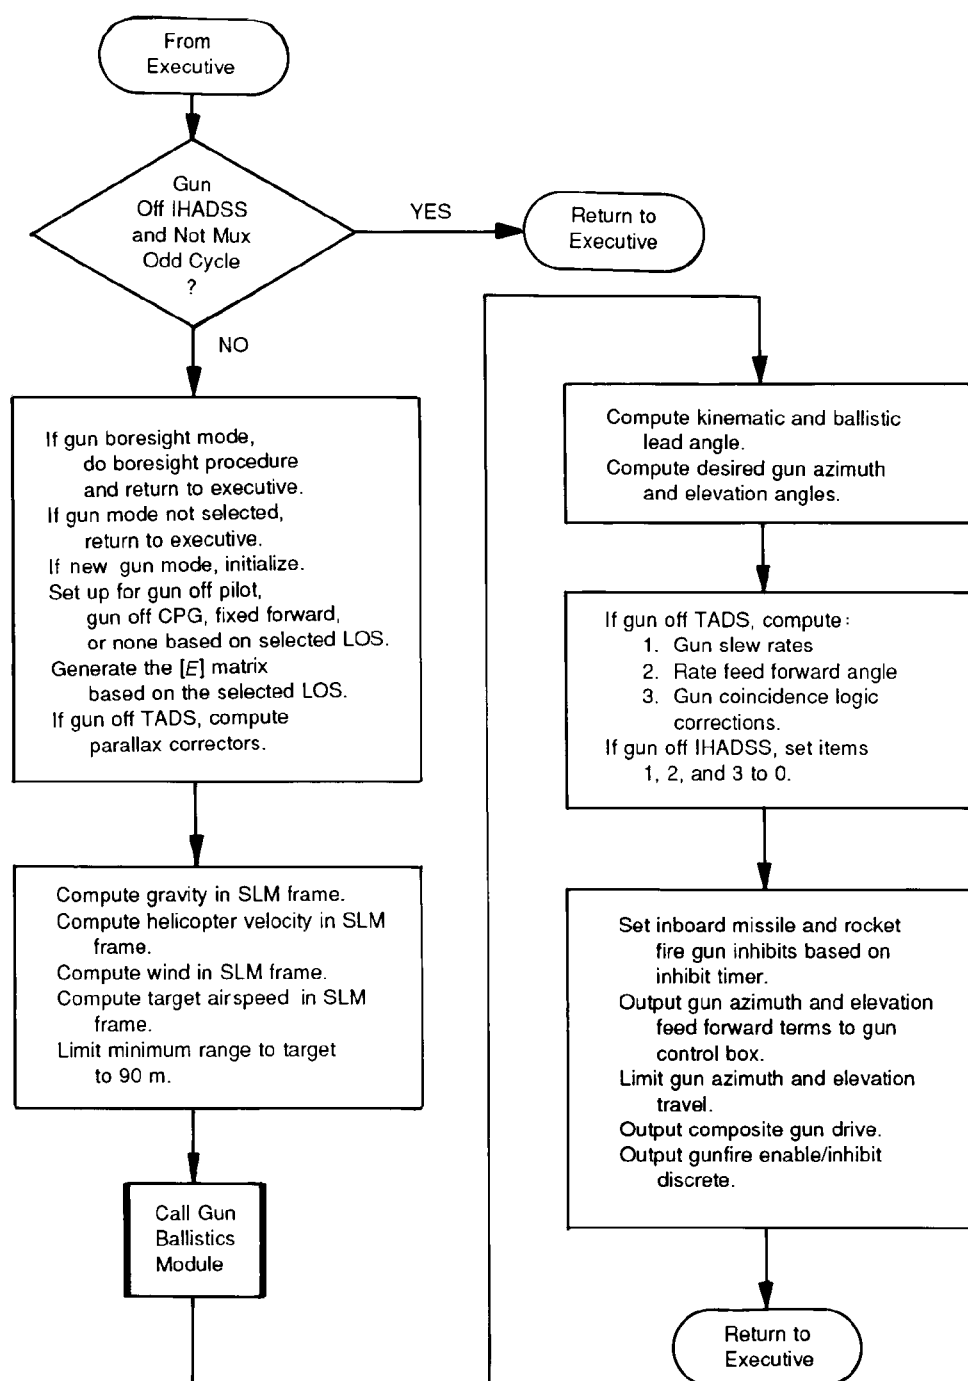 From
Executive
Gun
Off IHADSS
and Not Mux
Odd Cycle
?
YES
Return to
Executive
NO
If gun boresight mode,
do boresight procedure
and return to executive.
If gun mode not selected,
return to executive.
If new gun mode, initialize.
Set up for gun off pilot,
gun off CPG, fixed forward,
or none based on selected LOS.
Generate the [E] matrix
based on the selected LOS.
If gun off TADS, compute
parallax correctors.
Compute gravity in SLM frame.
Compute helicopter velocity in SLM
frame.
Compute wind in SLM frame.
Compute target airspeed in SLM
frame.
Limit minimum range to target
to 90 m.
Call Gun
Ballistics
Module
Compute kinematic and ballistic
lead angle.
Compute desired gun azimuth
and elevation angles.
If gun off TADS, compute:
1. Gun slew rates
2. Rate feed forward angle
3. Gun coincidence logic
corrections.
If gun off IHADSS, set items
1, 2, and 3 to 0.
Set inboard missile and rocket
fire gun inhibits based on
inhibit timer.
Output gun azimuth and elevation
feed forward terms to gun
control box.
Limit gun azimuth and elevation
travel.
Output composite gun drive.
Output gunfire enable/inhibit
discrete.
Return to
Executive